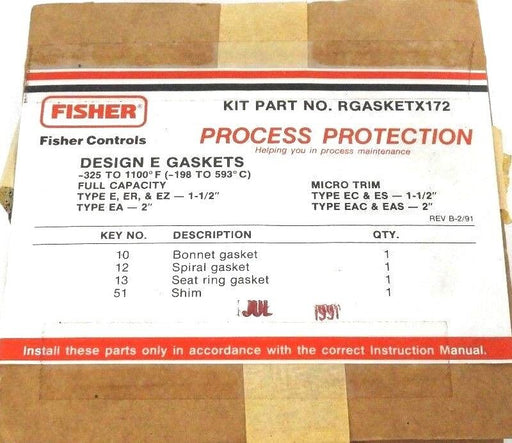 FISHER®
Fisher Controls
KIT PART NO. RGASKETX172
PROCESS PROTECTION
Helping you in process maintenance
DESIGN E GASKETS
–325 TO 1100° F (–198 TO 593° C)
FULL CAPACITY
TYPE E, ER, & EZ — 1-1/2"
TYPE EA — 2"
MICRO TRIM
TYPE EC & ES — 1-1/2"
TYPE EAC & EAS — 2"
REV B-2/91
KEY NO. DESCRIPTION QTY.
10 Bonnet gasket 1
12 Spiral gasket 1
13 Seat ring gasket 1
51 Shim 1
JUL 1991
Install these parts only in accordance with the correct Instruction Manual.